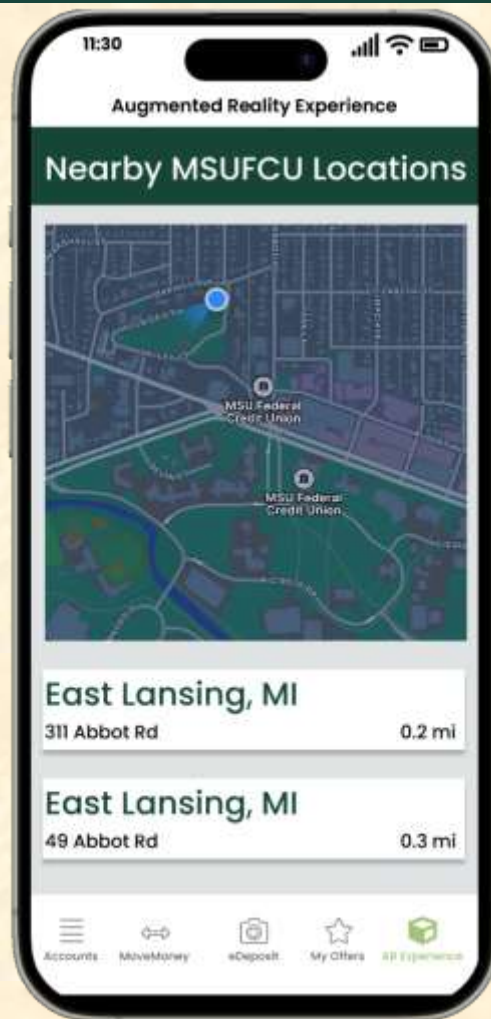 11:30
Augmented Reality Experience
Nearby MSUFCU Locations
MSU Federal
Credit Union
MSU Federal
Credit Union
East Lansing, MI
311 Abbot Rd 0.2 mi
East Lansing, MI
49 Abbot Rd 0.3 mi
Accounts MoveMoney eDeposit My Offers AR Experience